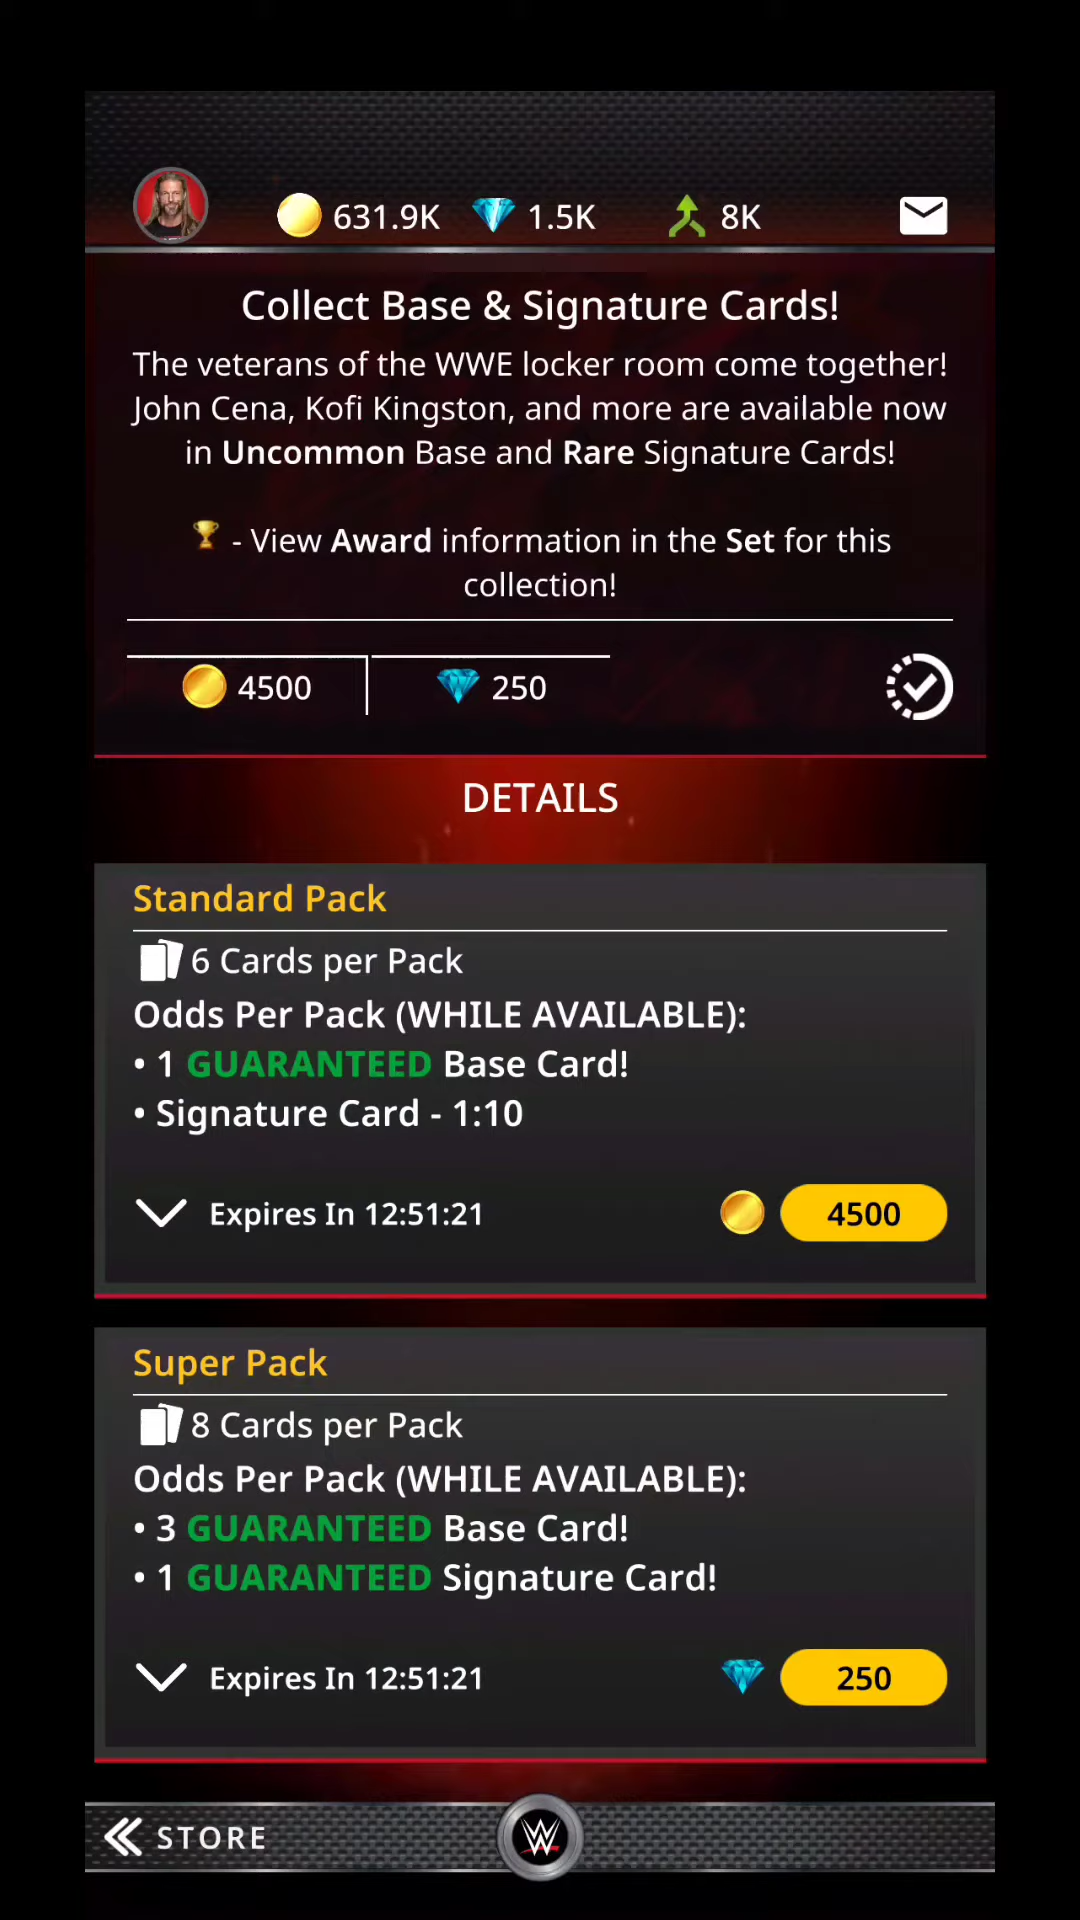 631.9K 1.5K 8K
Collect Base & Signature Cards!
The veterans of the WWE locker room come together!
John Cena, Kofi Kingston, and more are available now
in Uncommon Base and Rare Signature Cards!
- View Award information in the Set for this
collection!
4500 250
DETAILS
Standard Pack
6 Cards per Pack
Odds Per Pack (WHILE AVAILABLE):
• 1 GUARANTEED Base Card!
• Signature Card - 1:10
Expires In 12:51:21 4500
Super Pack
8 Cards per Pack
Odds Per Pack (WHILE AVAILABLE):
• 3 GUARANTEED Base Card!
• 1 GUARANTEED Signature Card!
Expires In 12:51:21 250
STORE W